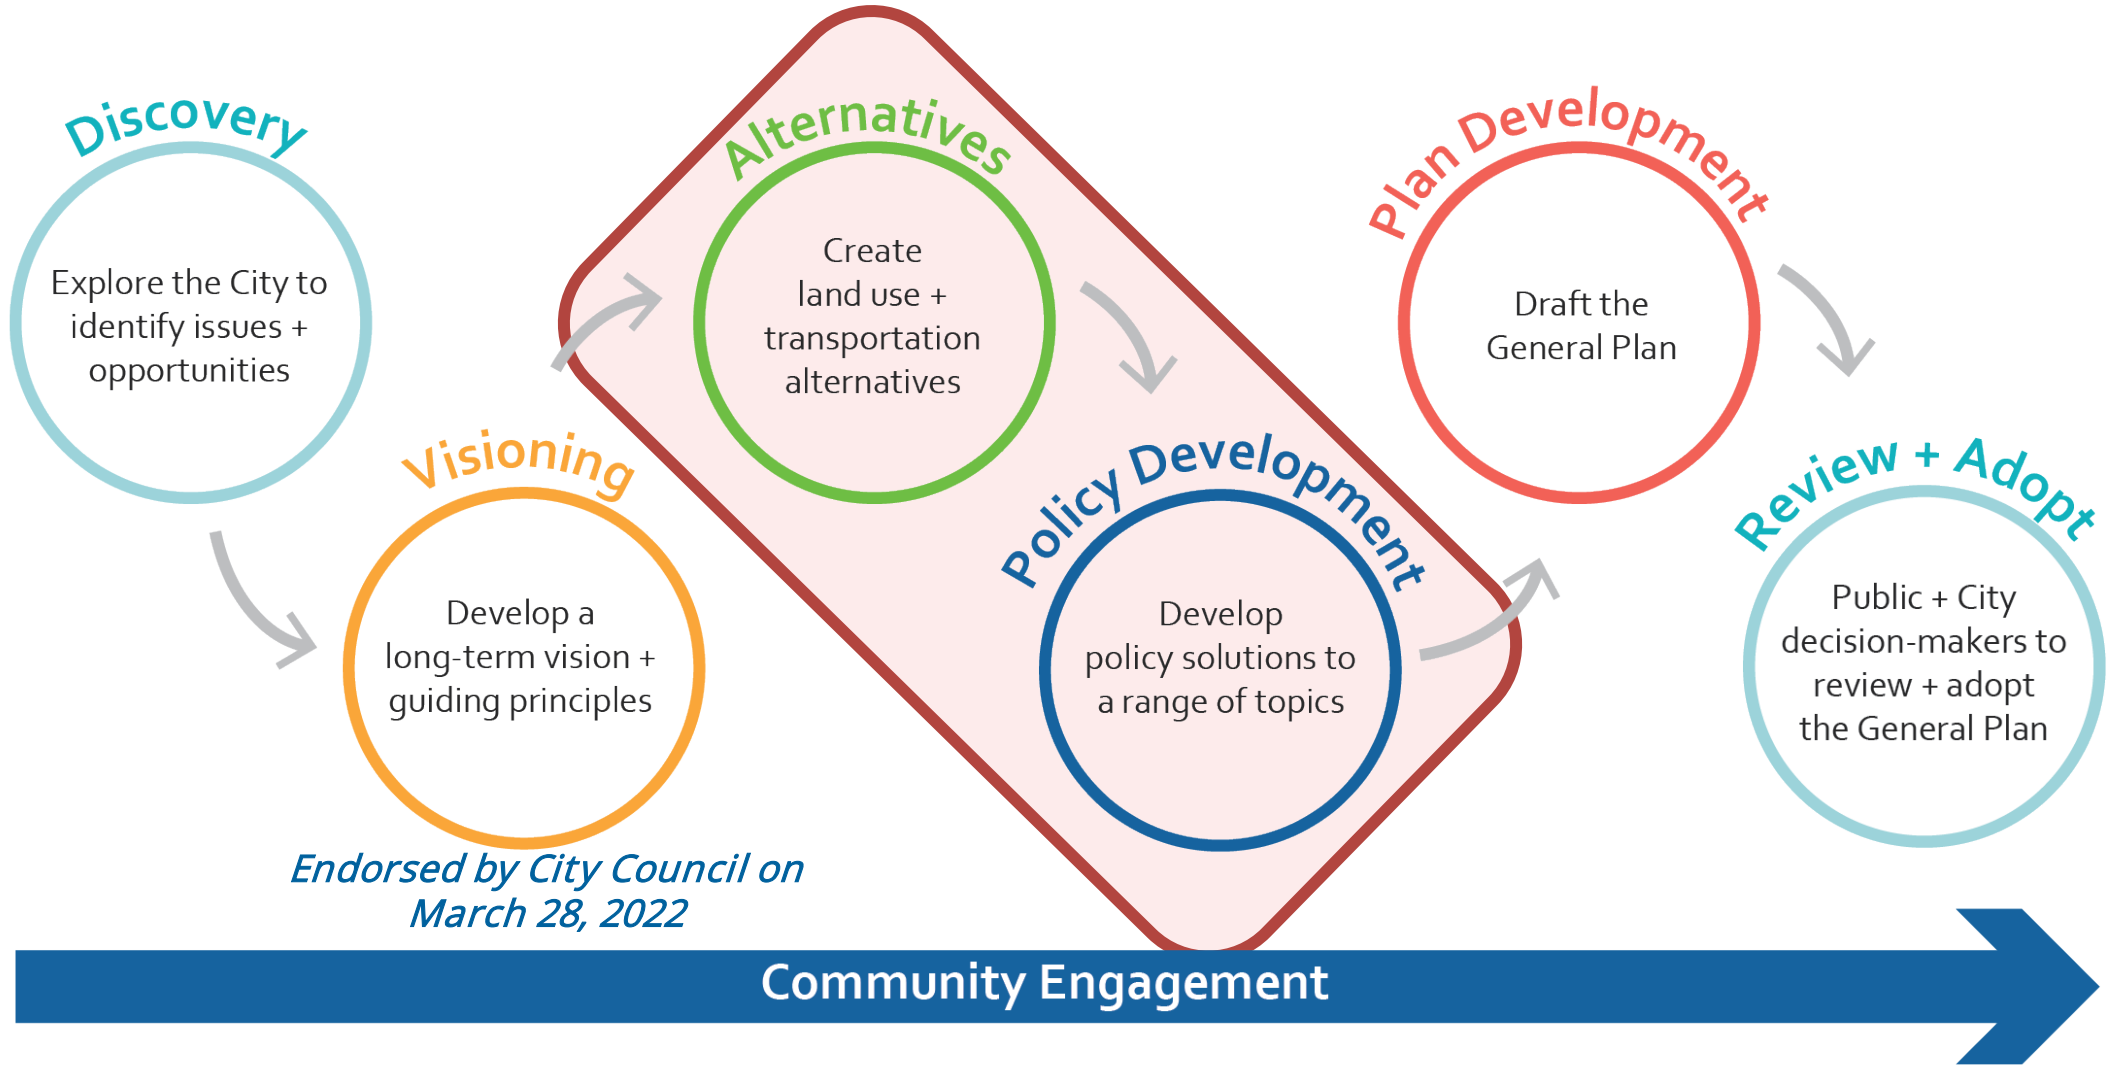 Discovery
Explore the City to
identify issues +
opportunities
Visioning
Develop a
long-term vision +
guiding principles
Endorsed by City Council on
March 28, 2022
Alternatives
Create
land use +
transportation
alternatives
Policy Development
Develop
policy solutions to
a range of topics
Plan Development
Draft the
General Plan
Review + Adopt
Public + City
decision-makers to
review + adopt
the General Plan
Community Engagement